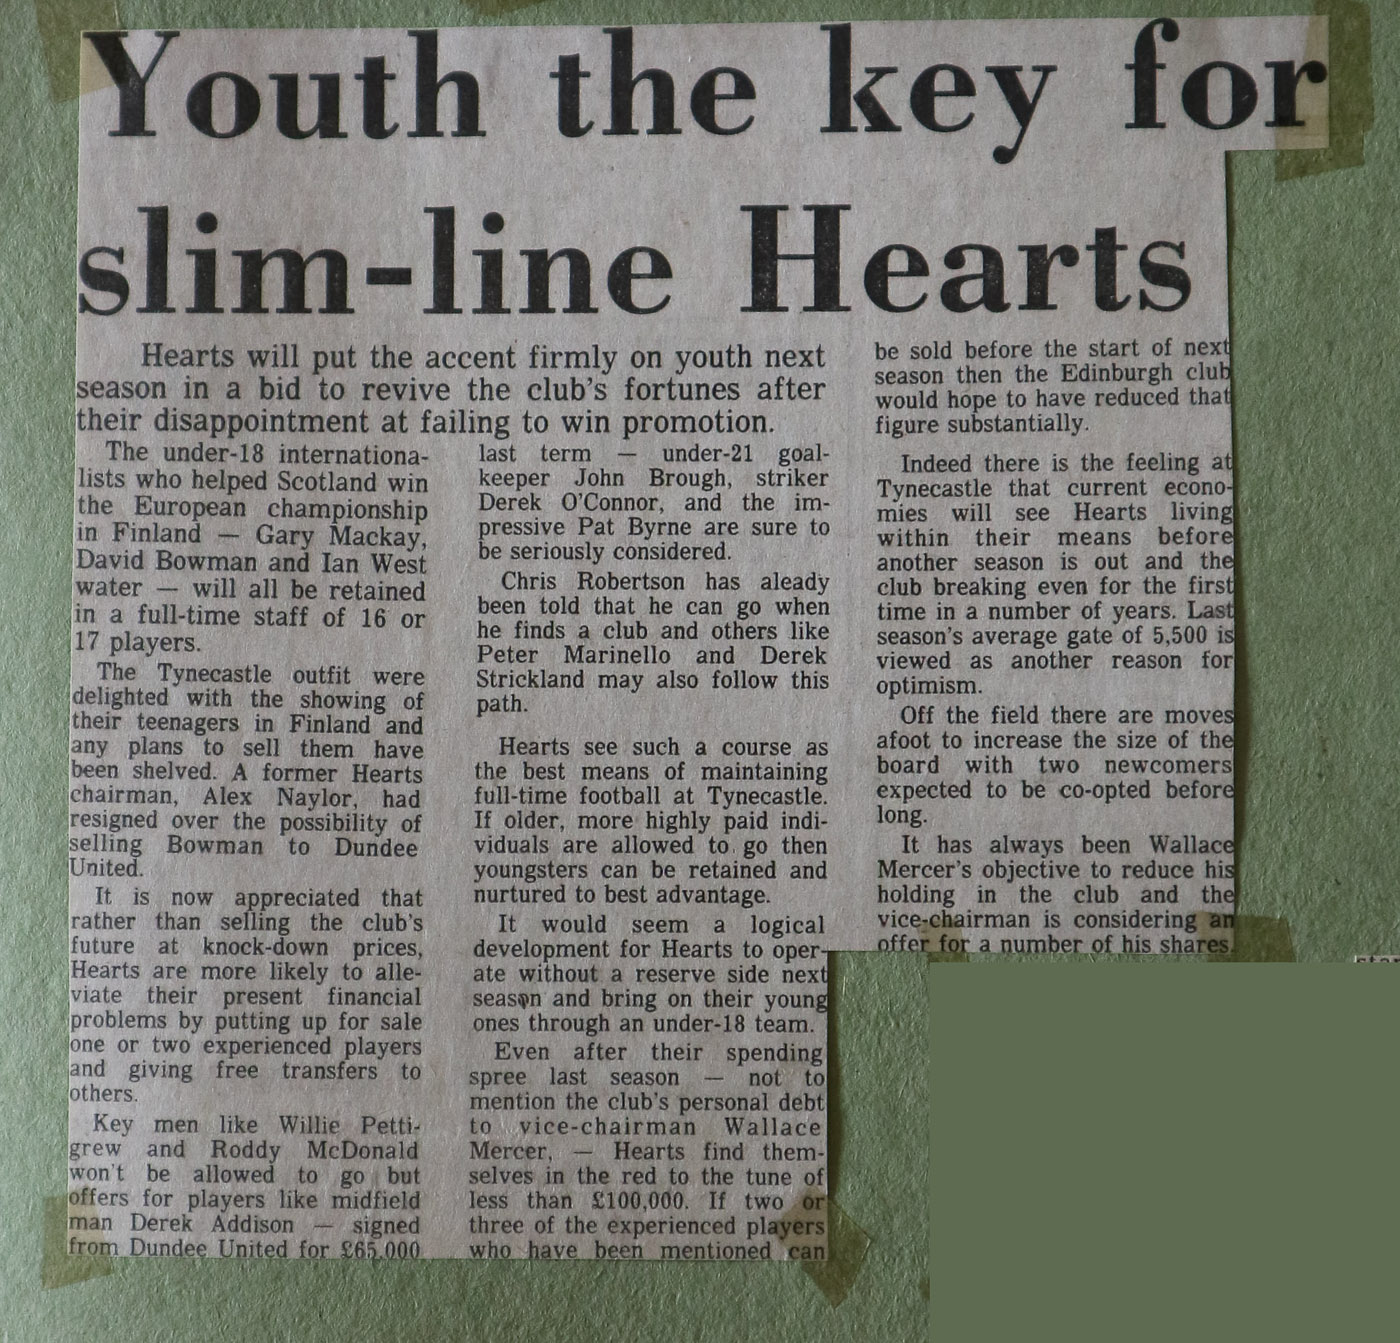 Youth the key for
slim-line Hearts
Hearts will put the accent firmly on youth next
season in a bid to revive the club's fortunes after
their disappointment at failing to win promotion.
The under-18 internationa-
lists who helped Scotland win
the European championship
in Finland — Gary Mackay,
David Bowman and Ian West
water — will all be retained
in a full-time staff of 16 or
17 players.
The Tynecastle outfit were
delighted with the showing of
their teenagers in Finland and
any plans to sell them have
been shelved. A former Hearts
chairman, Alex Naylor, had
resigned over the possibility of
selling Bowman to Dundee
United.
It is now appreciated that
rather than selling the club's
future at knock-down prices,
Hearts are more likely to alle-
viate their present financial
problems by putting up for sale
one or two experienced players
and giving free transfers to
others.
Key men like Willie Petti-
grew and Roddy McDonald
won't be allowed to go but
offers for players like midfield
man Derek Addison — signed
from Dundee United for £65,000
last term — under-21 goal-
keeper John Brough, striker
Derek O'Connor, and the im-
pressive Pat Byrne are sure to
be seriously considered.
Chris Robertson has aleady
been told that he can go when
he finds a club and others like
Peter Marinello and Derek
Strickland may also follow this
path.
Hearts see such a course as
the best means of maintaining
full-time football at Tynecastle.
If older, more highly paid indi-
viduals are allowed to go then
youngsters can be retained and
nurtured to best advantage.
It would seem a logical
development for Hearts to oper-
ate without a reserve side next
season and bring on their young
ones through an under-18 team.
Even after their spending
spree last season — not to
mention the club's personal debt
to vice-chairman Wallace
Mercer, — Hearts find them-
selves in the red to the tune of
less than £100,000. If two or
three of the experienced players
who have been mentioned can
be sold before the start of next
season then the Edinburgh club
would hope to have reduced that
figure substantially.
Indeed there is the feeling at
Tynecastle that current econo-
mies will see Hearts living
within their means before
another season is out and the
club breaking even for the first
time in a number of years. Last
season's average gate of 5,500 is
viewed as another reason for
optimism.
Off the field there are moves
afoot to increase the size of the
board with two newcomers
expected to be co-opted before
long.
It has always been Wallace
Mercer's objective to reduce his
holding in the club and the
vice-chairman is considering an
offer for a number of his shares.